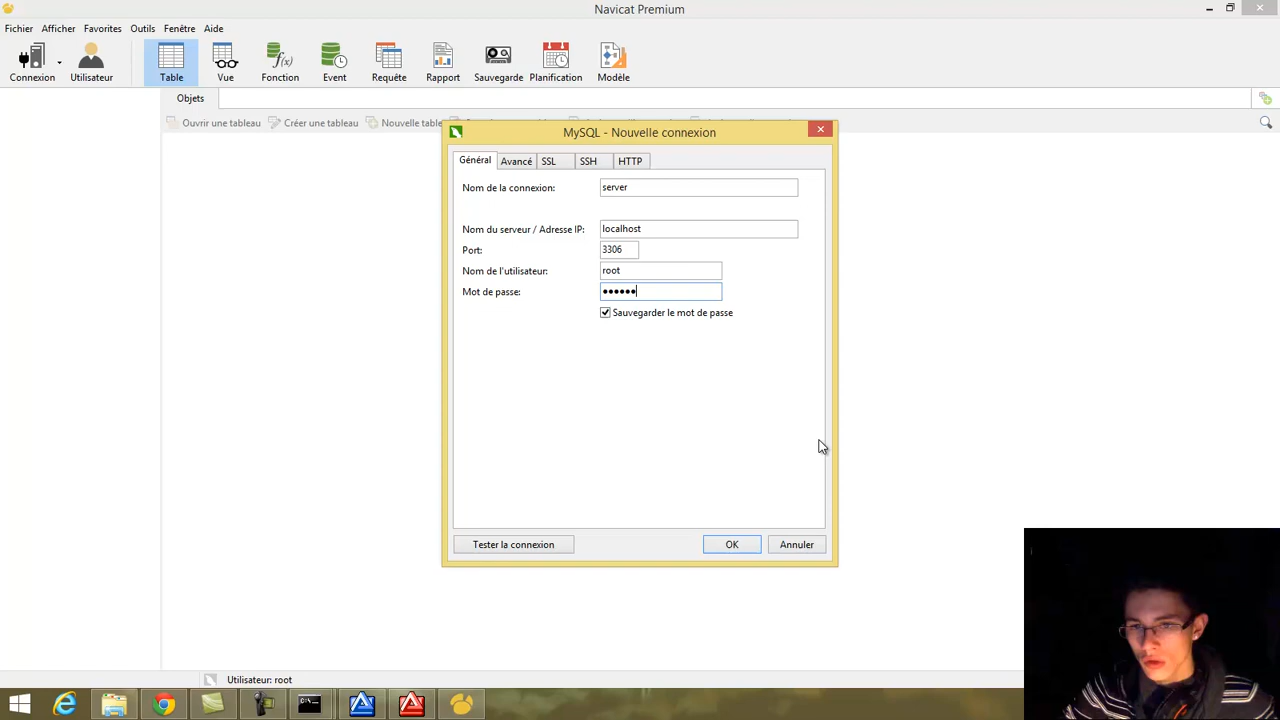 Navicat Premium
Fichier Afficher Favorites Outils Fenêtre Aide
Connexion Utilisateur Table Vue Fonction Event Requête Rapport Sauvegarde Planification Modèle
Objets
Ouvrir une tableau Créer une tableau Nouvelle table
MySQL - Nouvelle connexion
Général Avancé SSL SSH HTTP
Nom de la connexion: server
Nom du serveur / Adresse IP: localhost
Port: 3306
Nom de l'utilisateur: root
Mot de passe: ••••••
Sauvegarder le mot de passe
Tester la connexion OK Annuler
Utilisateur: root